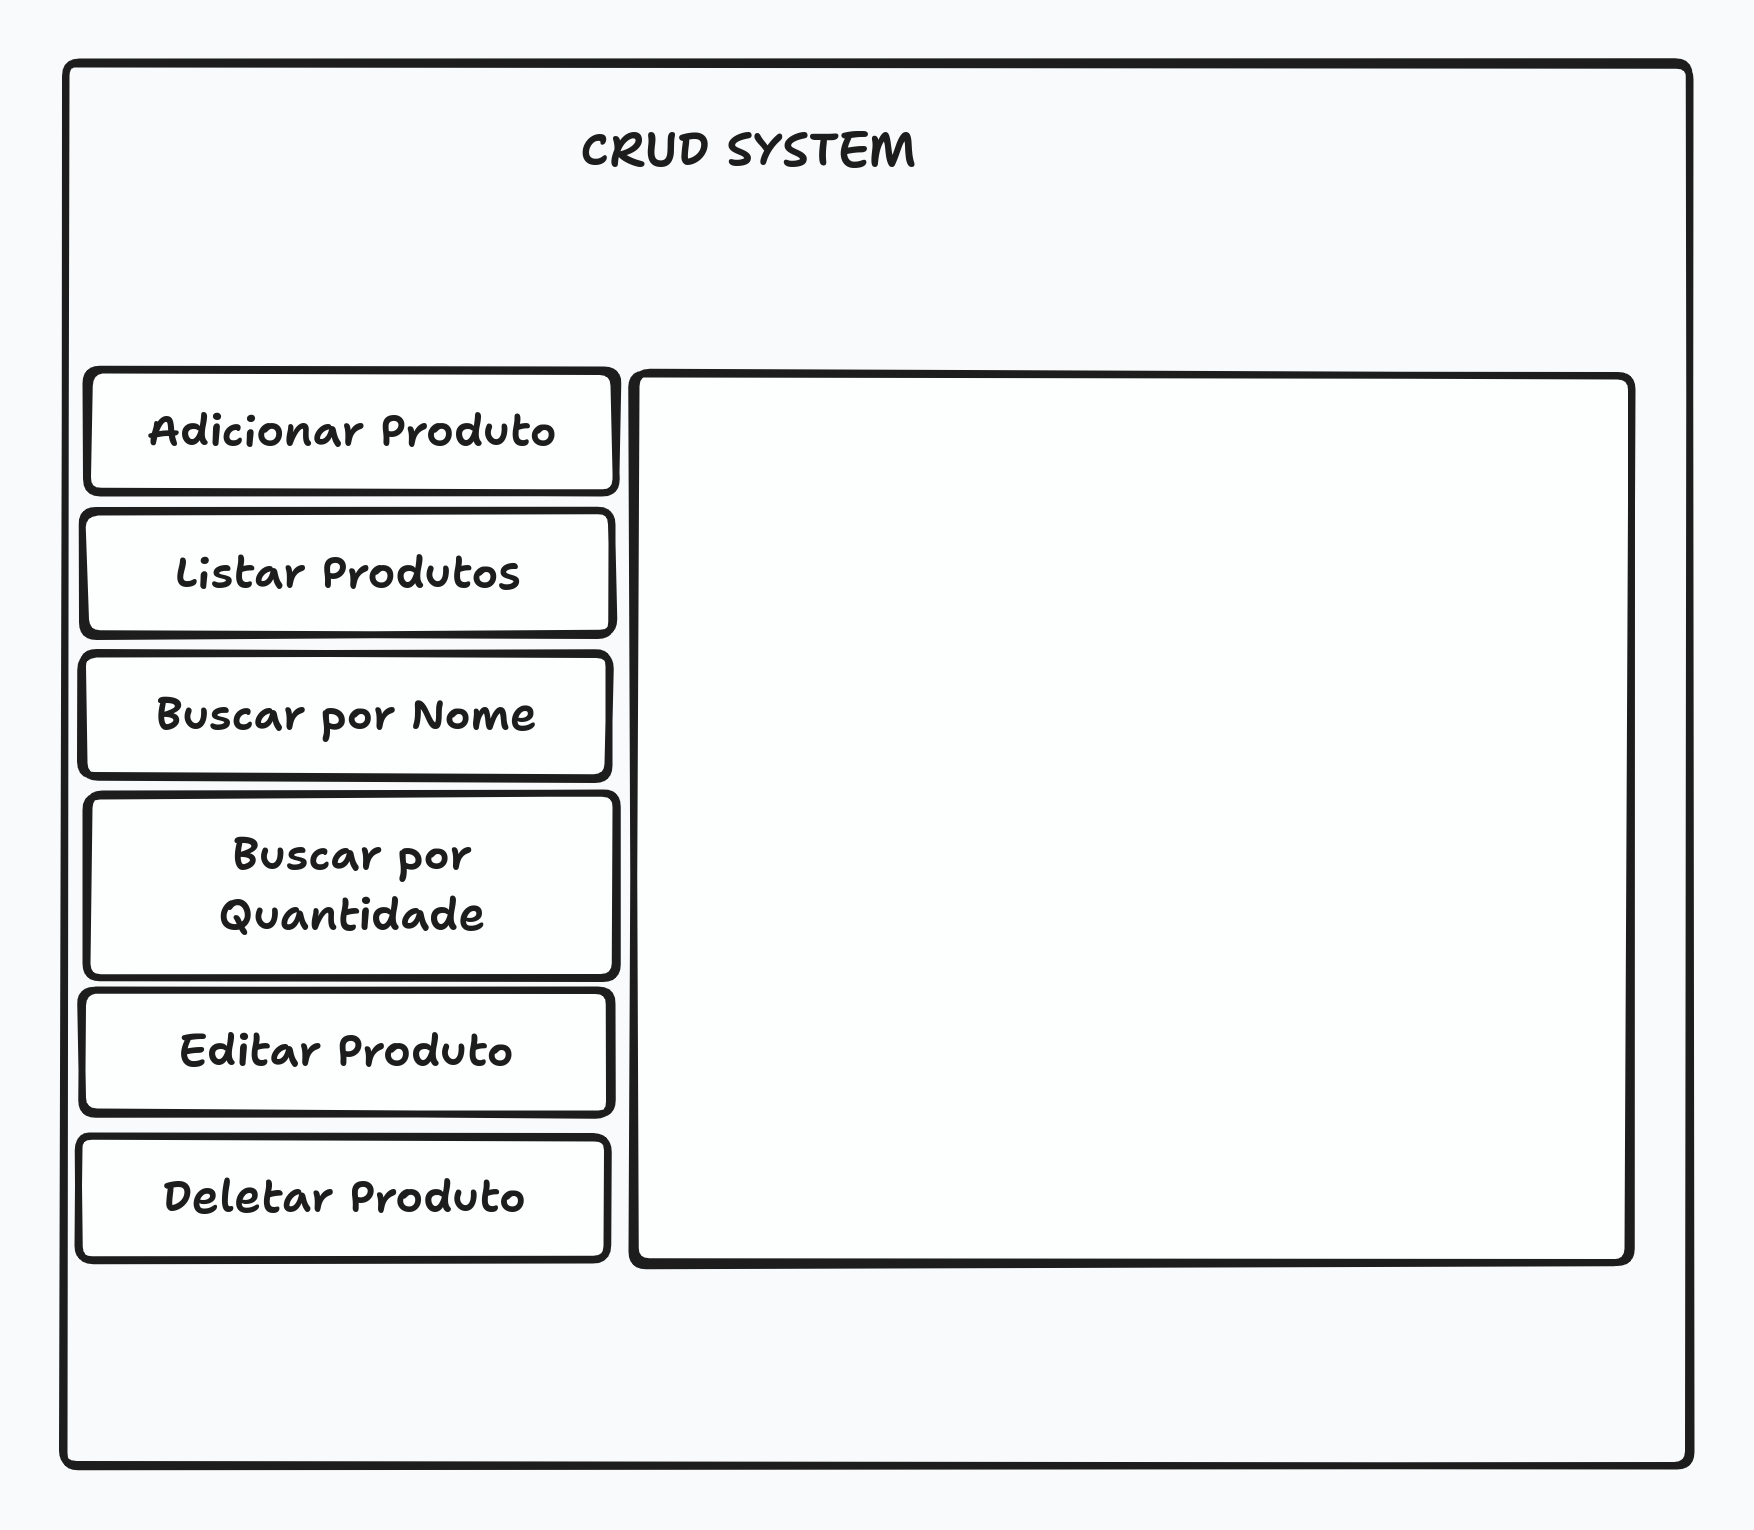 CRUD SYSTEM
Adicionar Produto
Listar Produtos
Buscar por Nome
Buscar por
Quantidade
Editar Produto
Deletar Produto